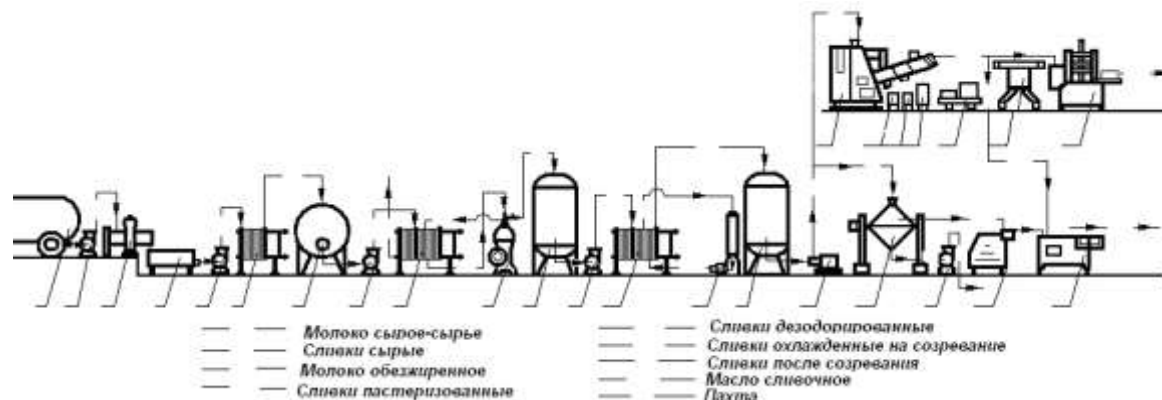 Молоко сырое-сырье
Сливки сырые
Молоко обезжиренное
Сливки пастеризованные
Сливки дезодорированные
Сливки охлажденные на созревание
Сливки после созревания
Масло сливочное
Пахта